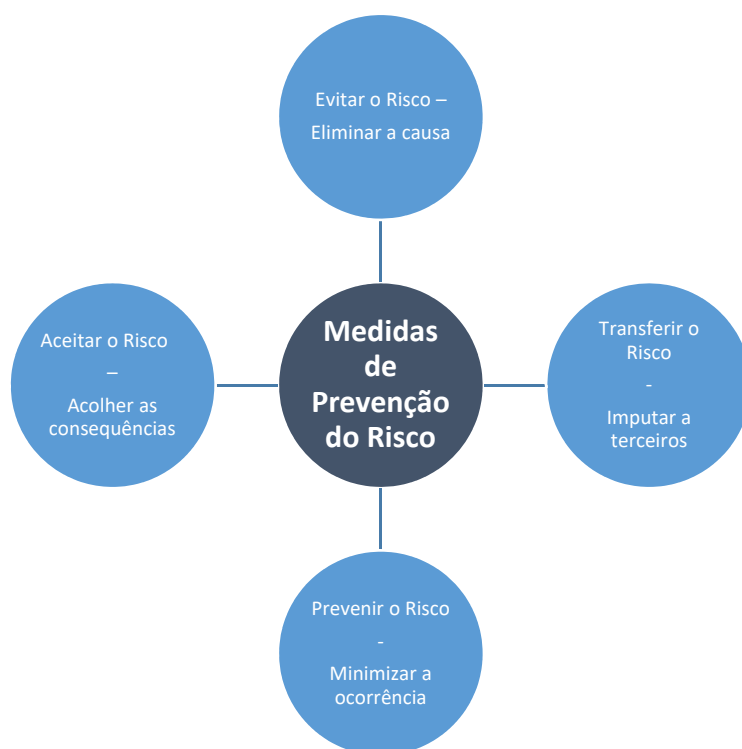 Evitar o Risco –
Eliminar a causa
Aceitar o Risco
–
Acolher as
consequências
Medidas
de
Prevenção
do Risco
Transferir o
Risco
-
Imputar a
terceiros
Prevenir o Risco
-
Minimizar a
ocorrência